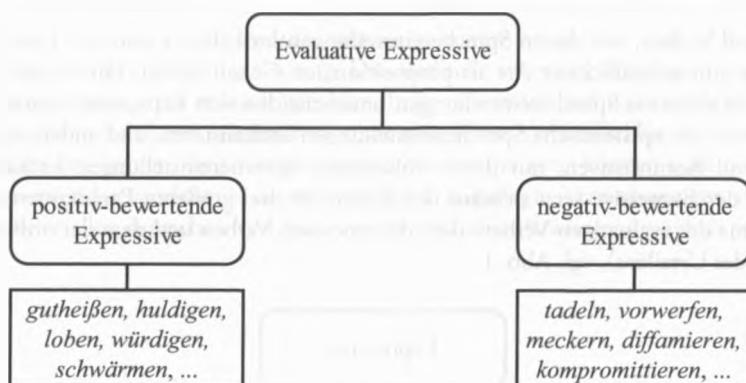 Evaluative Expressive
positiv-bewertende
Expressive
negativ-bewertende
Expressive
gutheißen, huldigen,
loben, würdigen,
schwärmen, ...
tadeln, vorwerfen,
meckern, diffamieren,
kompromittieren, ...